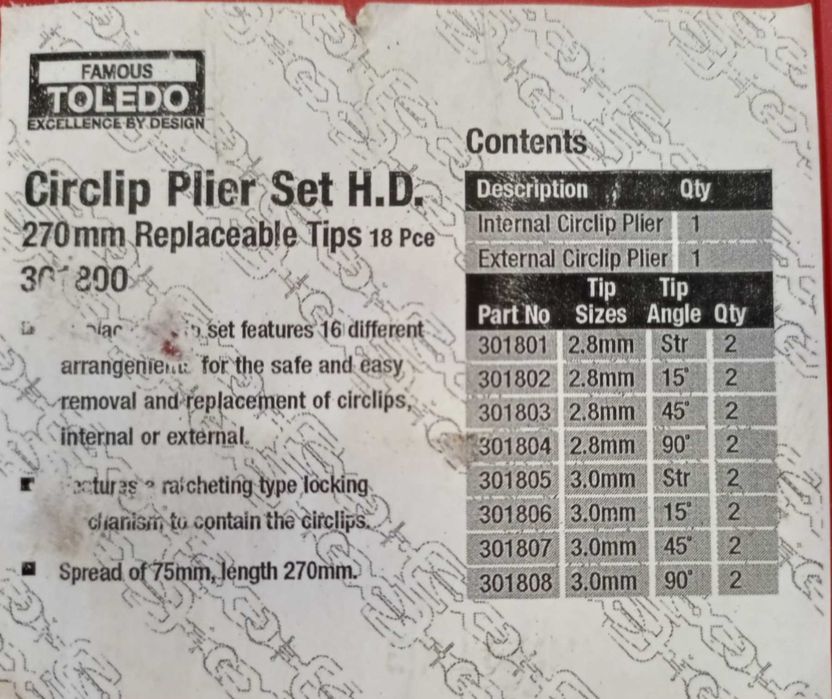 FAMOUS
TOLEDO
EXCELLENCE BY DESIGN
Circlip Plier Set H.D.
270mm Replaceable Tips 18 Pce
set features 16 different
for the safe and easy
removal and replacement of circlips,
internal or external.
ratcheting type locking
to contain the circlips.
Spread of 75mm, length 270mm.
Contents
Description Qty
Internal Circlip Plier 1
External Circlip Plier 1
Tip Tip
Part No Sizes Angle Qty
301801 2.8mm Str 2
301802 2.8mm 15° 2
301803 2.8mm 45° 2
301804 2.8mm 90° 2
301805 3.0mm Str 2
301806 3.0mm 15° 2
301807 3.0mm 45° 2
301808 3.0mm 90° 2